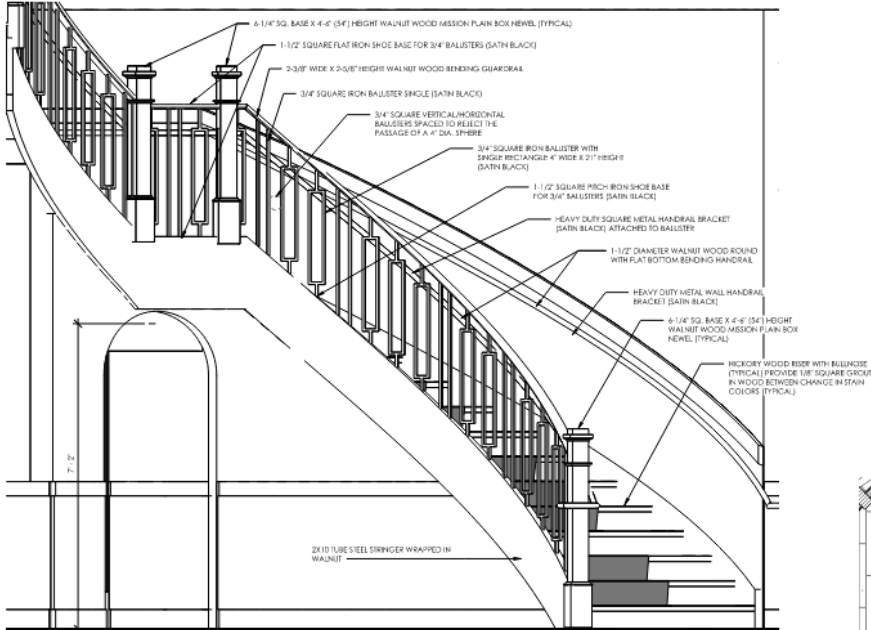 6-1/4" SQ. BASE X 4'-6" (54") HEIGHT WALNUT WOOD MISSION PLAIN BOX NEWEL (TYPICAL)
1-1/2" SQUARE FLAT IRON SHOE BASE FOR 3/4" BALUSTERS (SATIN BLACK)
2-3/8" WIDE X 2-5/8" HEIGHT WALNUT WOOD BENDING GUARDRAIL
3/4" SQUARE IRON BALUSTER SINGLE (SATIN BLACK)
3/4" SQUARE VERTICAL/HORIZONTAL
BALUSTERS SPACED TO REJECT THE
PASSAGE OF A 4" DIA. SPHERE
3/4" SQUARE IRON BALUSTER WITH
SINGLE RECTANGLE 4" WIDE X 21" HEIGHT
(SATIN BLACK)
1-1/2" SQUARE PITCH IRON SHOE BASE
FOR 3/4" BALUSTERS (SATIN BLACK)
HEAVY DUTY SQUARE METAL HANDRAIL BRACKET
(SATIN BLACK) ATTACHED TO BALUSTER
1-1/2" DIAMETER WALNUT WOOD ROUND
WITH FLAT BOTTOM BENDING HANDRAIL
HEAVY DUTY METAL WALL HANDRAIL
BRACKET (SATIN BLACK)
6-1/4" SQ. BASE X 4'-6" (54") HEIGHT
WALNUT WOOD MISSION PLAIN BOX
NEWEL (TYPICAL)
HICKORY WOOD RISER WITH BULLNOSE
(TYPICAL) PROVIDE 1/8" SQUARE GROUT
IN WOOD BETWEEN CHANGE IN STAIN
COLORS (TYPICAL)
7'-2"
2X10 TUBE STEEL STRINGER WRAPPED IN
WALNUT